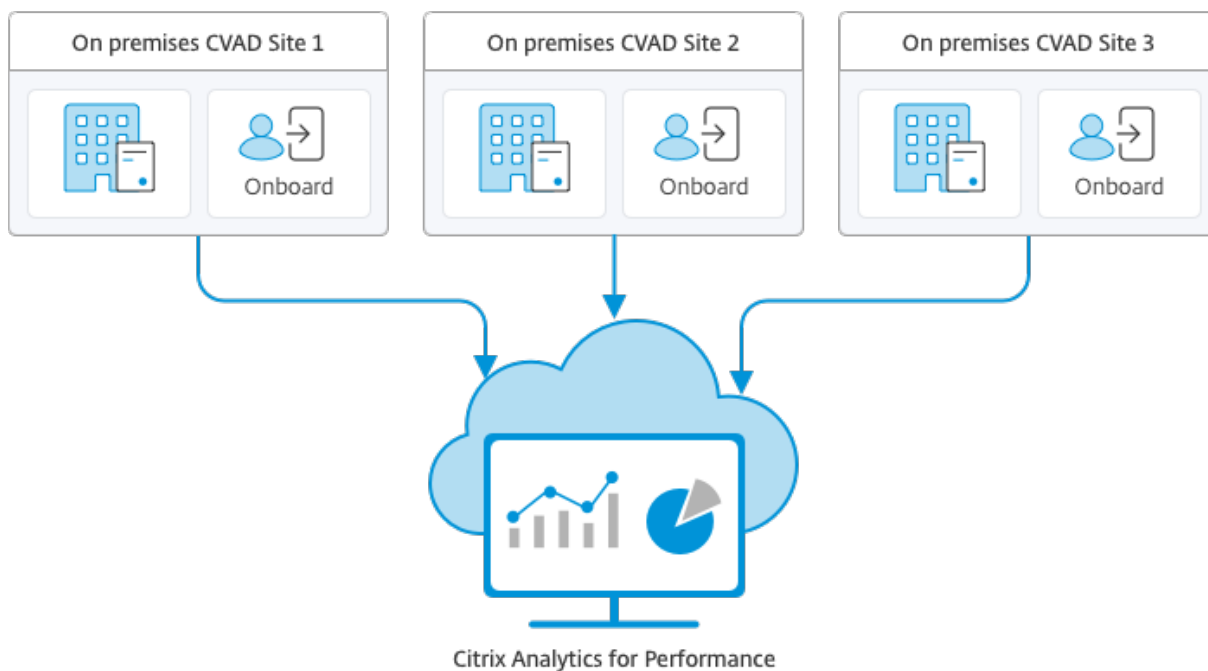 On premises CVAD Site 1
On premises CVAD Site 2
On premises CVAD Site 3
Onboard
Onboard
Onboard
Citrix Analytics for Performance